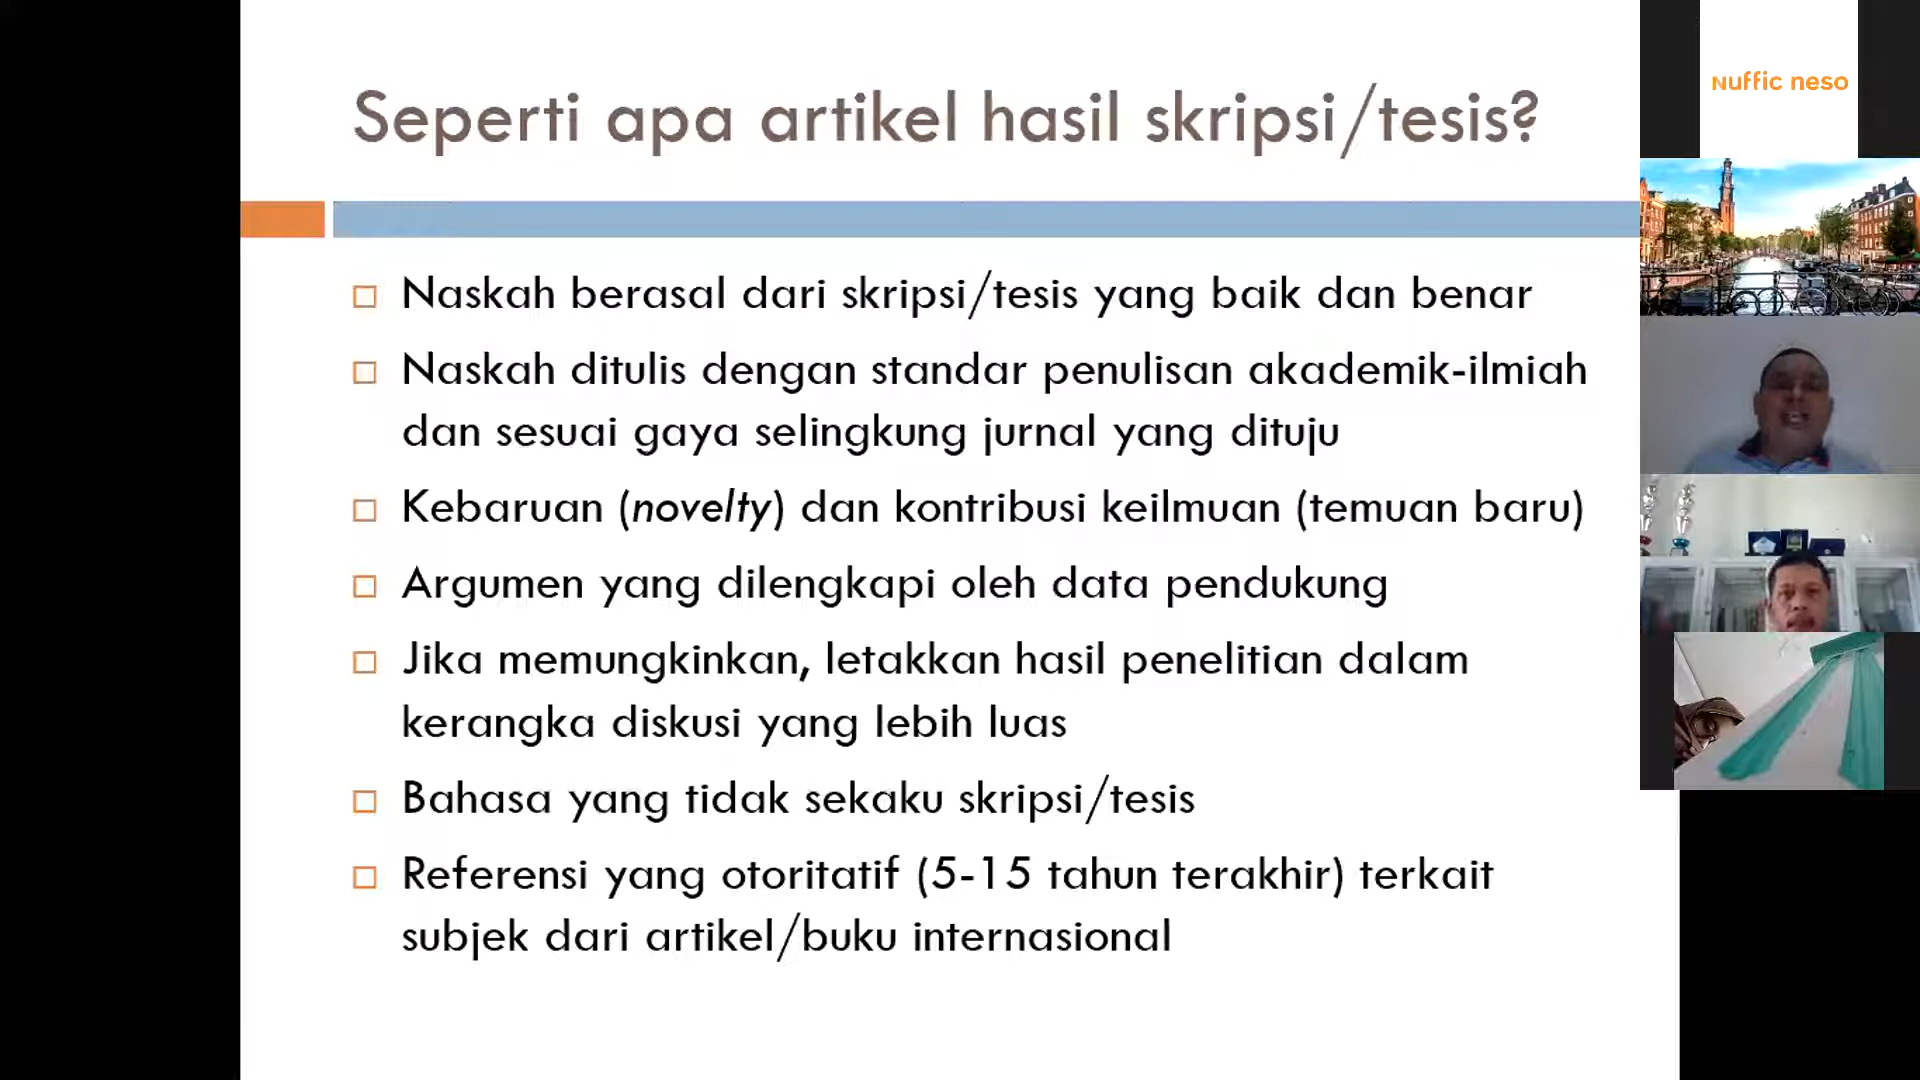 Seperti apa artikel hasil skripsi/tesis?
Naskah berasal dari skripsi/tesis yang baik dan benar
Naskah ditulis dengan standar penulisan akademik-ilmiah
dan sesuai gaya selingkung jurnal yang dituju
Kebaruan (novelty) dan kontribusi keilmuan (temuan baru)
Argumen yang dilengkapi oleh data pendukung
Jika memungkinkan, letakkan hasil penelitian dalam
kerangka diskusi yang lebih luas
Bahasa yang tidak sekaku skripsi/tesis
Referensi yang otoritatif (5-15 tahun terakhir) terkait
subjek dari artikel/buku internasional
nuffic neso